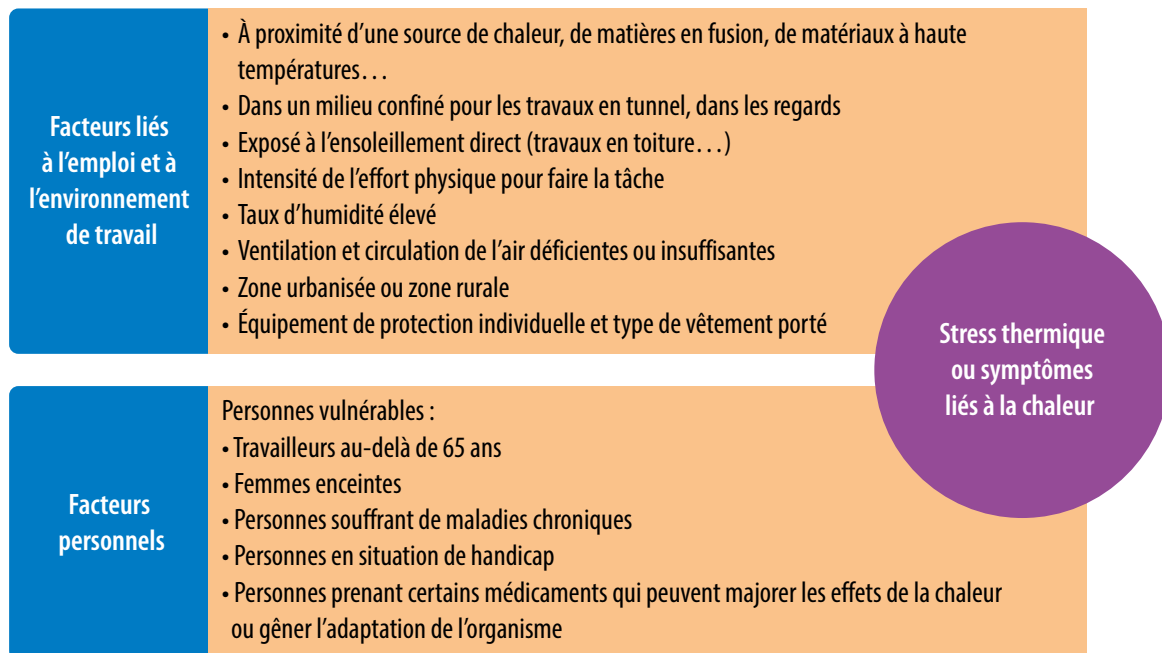 Facteurs liés
à l’emploi et à
l’environnement
de travail
• À proximité d’une source de chaleur, de matières en fusion, de matériaux à haute
températures…
• Dans un milieu confiné pour les travaux en tunnel, dans les regards
• Exposé à l’ensoleillement direct (travaux en toiture…)
• Intensité de l’effort physique pour faire la tâche
• Taux d’humidité élevé
• Ventilation et circulation de l’air déficientes ou insuffisantes
• Zone urbanisée ou zone rurale
• Équipement de protection individuelle et type de vêtement porté
Facteurs
personnels
Personnes vulnérables :
• Travailleurs au-delà de 65 ans
• Femmes enceintes
• Personnes souffrant de maladies chroniques
• Personnes en situation de handicap
• Personnes prenant certains médicaments qui peuvent majorer les effets de la chaleur
ou gêner l’adaptation de l’organisme
Stress thermique
ou symptômes
liés à la chaleur